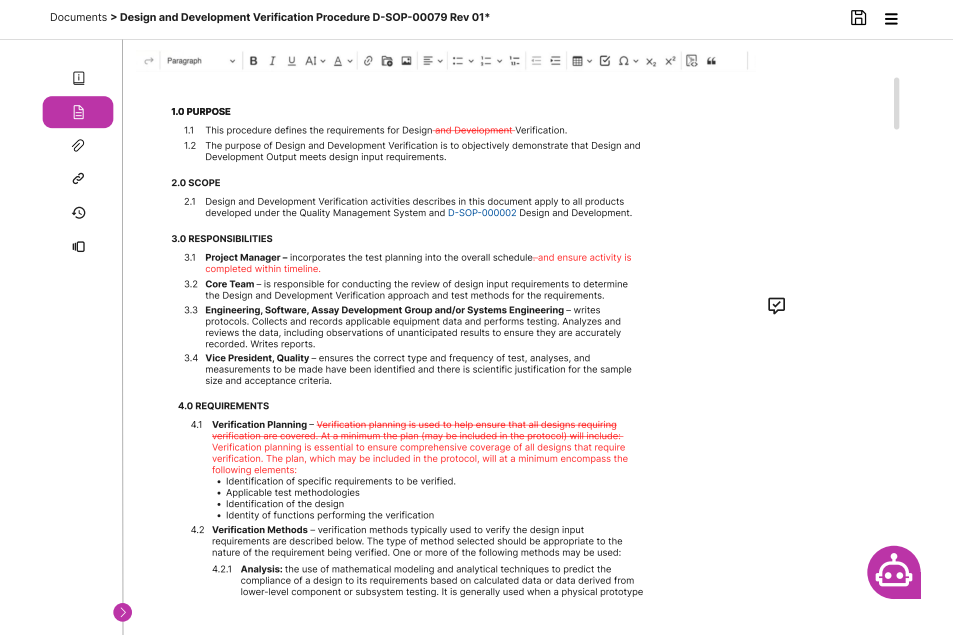 Documents > Design and Development Verification Procedure D-SOP-00079 Rev 01*
Paragraph B I U AI A Ω X₂ X²
1.0 PURPOSE
1.1 This procedure defines the requirements for Design and Development Verification.
1.2 The purpose of Design and Development Verification is to objectively demonstrate that Design and
Development Output meets design input requirements.
2.0 SCOPE
2.1 Design and Development Verification activities describes in this document apply to all products
developed under the Quality Management System and D-SOP-000002 Design and Development.
3.0 RESPONSIBILITIES
3.1 Project Manager – incorporates the test planning into the overall schedule. and ensure activity is
completed within timeline.
3.2 Core Team – is responsible for conducting the review of design input requirements to determine
the Design and Development Verification approach and test methods for the requirements.
3.3 Engineering, Software, Assay Development Group and/or Systems Engineering – writes
protocols. Collects and records applicable equipment data and performs testing. Analyzes and
reviews the data, including observations of unanticipated results to ensure they are accurately
recorded. Writes reports.
3.4 Vice President, Quality – ensures the correct type and frequency of test, analyses, and
measurements to be made have been identified and there is scientific justification for the sample
size and acceptance criteria.
4.0 REQUIREMENTS
4.1 Verification Planning – Verification planning is used to help ensure that all designs requiring
verification are covered. At a minimum the plan (may be included in the protocol) will include:
Verification planning is essential to ensure comprehensive coverage of all designs that require
verification. The plan, which may be included in the protocol, will at a minimum encompass the
following elements:
• Identification of specific requirements to be verified.
• Applicable test methodologies
• Identification of the design
• Identity of functions performing the verification
4.2 Verification Methods – verification methods typically used to verify the design input
requirements are described below. The type of method selected should be appropriate to the
nature of the requirement being verified. One or more of the following methods may be used:
4.2.1 Analysis: the use of mathematical modeling and analytical techniques to predict the
compliance of a design to its requirements based on calculated data or data derived from
lower-level component or subsystem testing. It is generally used when a physical prototype